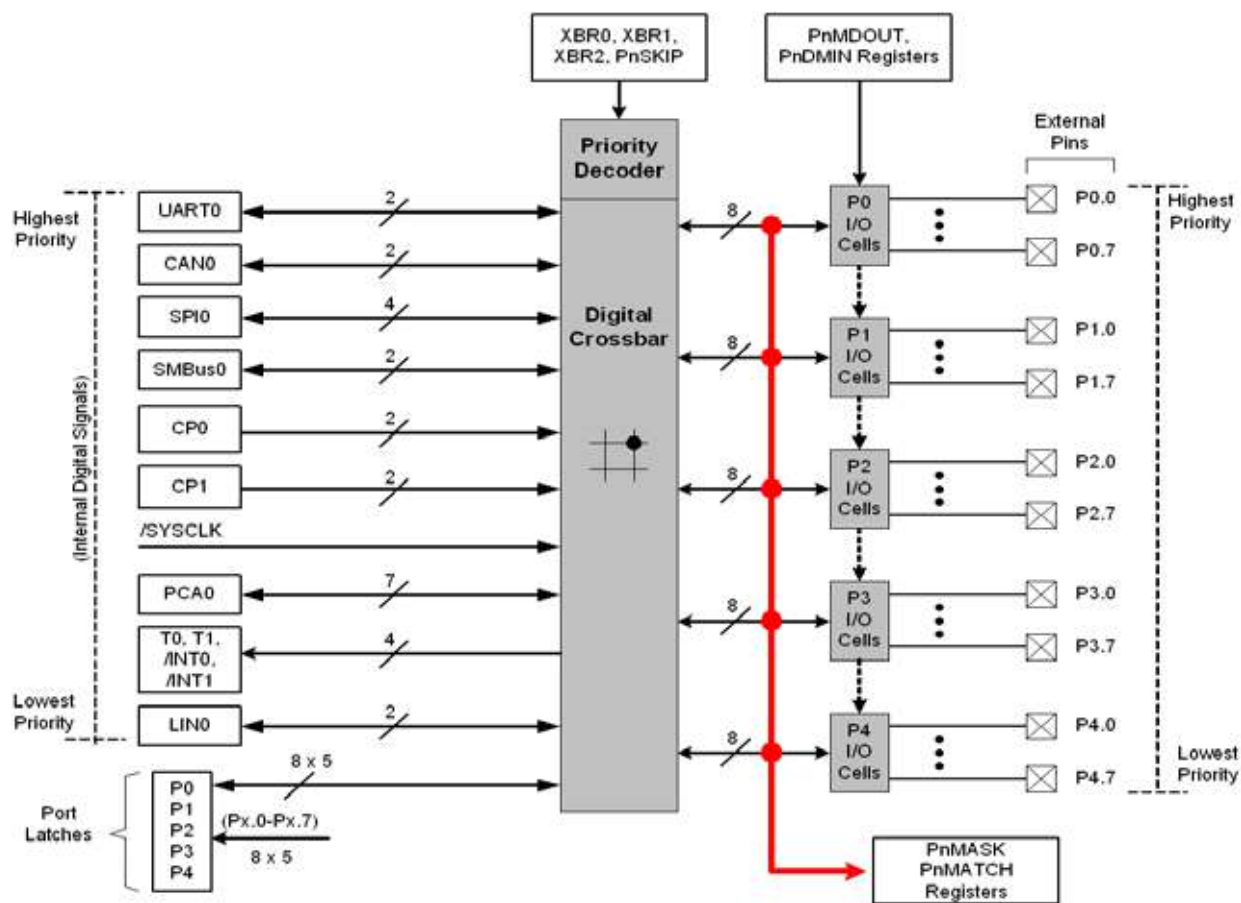 XBR0, XBR1,
XBR2, PnSKIP
PnMDOUT,
PnDMIN Registers
Priority
Decoder
External
Pins
Highest
Priority
UART0
2
8
P0
I/O
Cells
P0.0
P0.7
Highest
Priority
CAN0
2
SPI0
4
Digital
Crossbar
8
P1
I/O
Cells
P1.0
P1.7
SMBus0
2
(Internal Digital Signals)
CP0
2
CP1
2
8
P2
I/O
Cells
P2.0
P2.7
/SYSCLK
PCA0
7
8
P3
I/O
Cells
P3.0
P3.7
T0, T1,
/INT0,
/INT1
4
Lowest
Priority
LIN0
2
8
P4
I/O
Cells
P4.0
P4.7
Lowest
Priority
8 x 5
Port
Latches
P0
P1
P2
P3
P4
(Px.0-Px.7)
8 x 5
PnMASK
PnMATCH
Registers